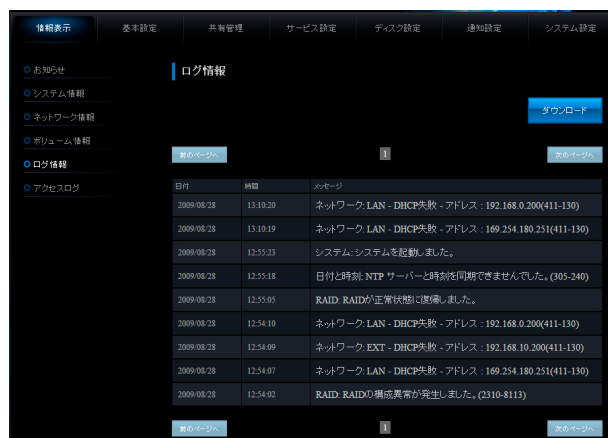 情報表示 基本設定 共有管理 サービス設定 ディスク設定 通知設定 システム設定
お知らせ
システム情報
ネットワーク情報
ボリューム情報
ログ情報
アクセスログ
ログ情報
ダウンロード
前のページへ 1 次のページへ
日付 時間 メッセージ
2009/08/28 13:10:20 ネットワーク: LAN - DHCP失敗 - アドレス : 192.168.0.200(411-130)
2009/08/28 13:10:19 ネットワーク: LAN - DHCP失敗 - アドレス : 169.254.180.251(411-130)
2009/08/28 12:55:23 システム: システムを起動しました。
2009/08/28 12:55:18 日付と時刻: NTP サーバーと時刻を同期できませんでした。(305-240)
2009/08/28 12:55:05 RAID: RAIDが正常状態に復帰しました。
2009/08/28 12:54:10 ネットワーク: LAN - DHCP失敗 - アドレス : 192.168.0.200(411-130)
2009/08/28 12:54:09 ネットワーク: EXT - DHCP失敗 - アドレス : 192.168.10.200(411-130)
2009/08/28 12:54:07 ネットワーク: LAN - DHCP失敗 - アドレス : 169.254.180.251(411-130)
2009/08/28 12:54:02 RAID: RAIDの構成異常が発生しました。(2310-8113)
前のページへ 1 次のページへ